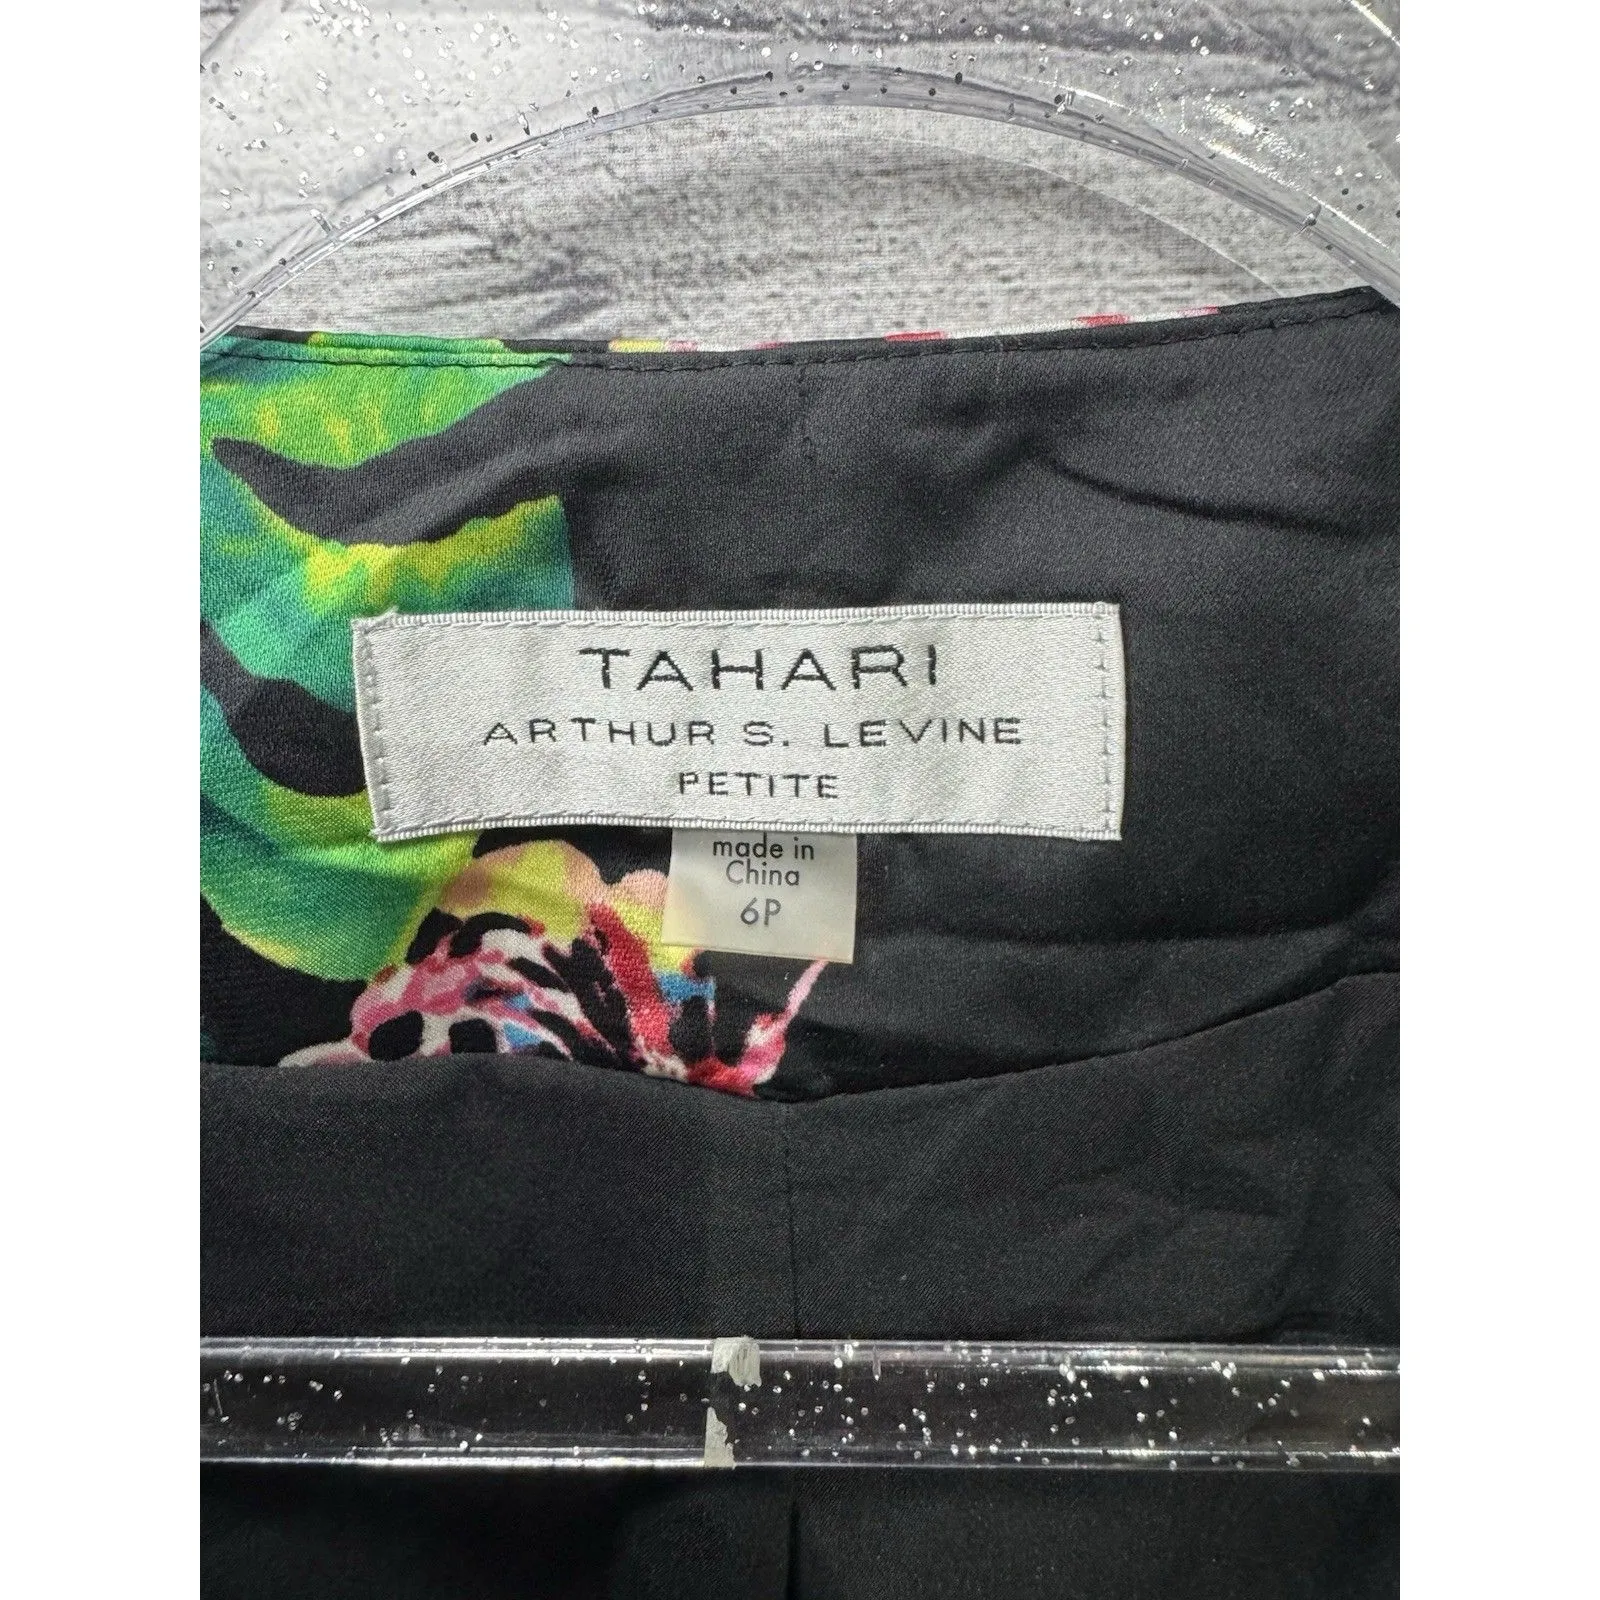 TAHARI
ARTHUR S. LEVINE
PETITE
made in
China
6P